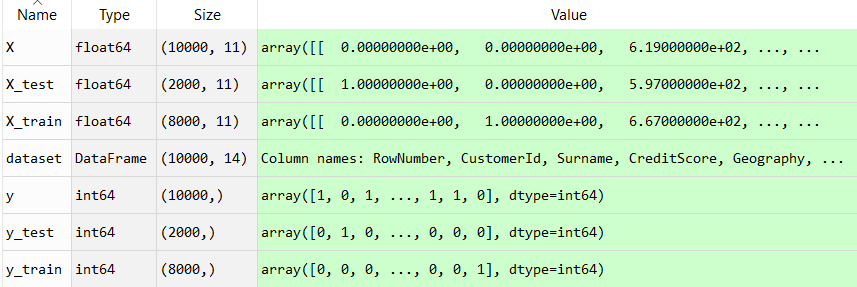 Name Type Size Value
X float64 (10000, 11) array([[ 0.00000000e+00, 0.00000000e+00, 6.19000000e+02, ..., ...
X_test float64 (2000, 11) array([[ 1.00000000e+00, 0.00000000e+00, 5.97000000e+02, ..., ...
X_train float64 (8000, 11) array([[ 0.00000000e+00, 1.00000000e+00, 6.67000000e+02, ..., ...
dataset DataFrame (10000, 14) Column names: RowNumber, CustomerId, Surname, CreditScore, Geography, ...
y int64 (10000,) array([1, 0, 1, ..., 1, 1, 0], dtype=int64)
y_test int64 (2000,) array([0, 1, 0, ..., 0, 0, 0], dtype=int64)
y_train int64 (8000,) array([0, 0, 0, ..., 0, 0, 1], dtype=int64)